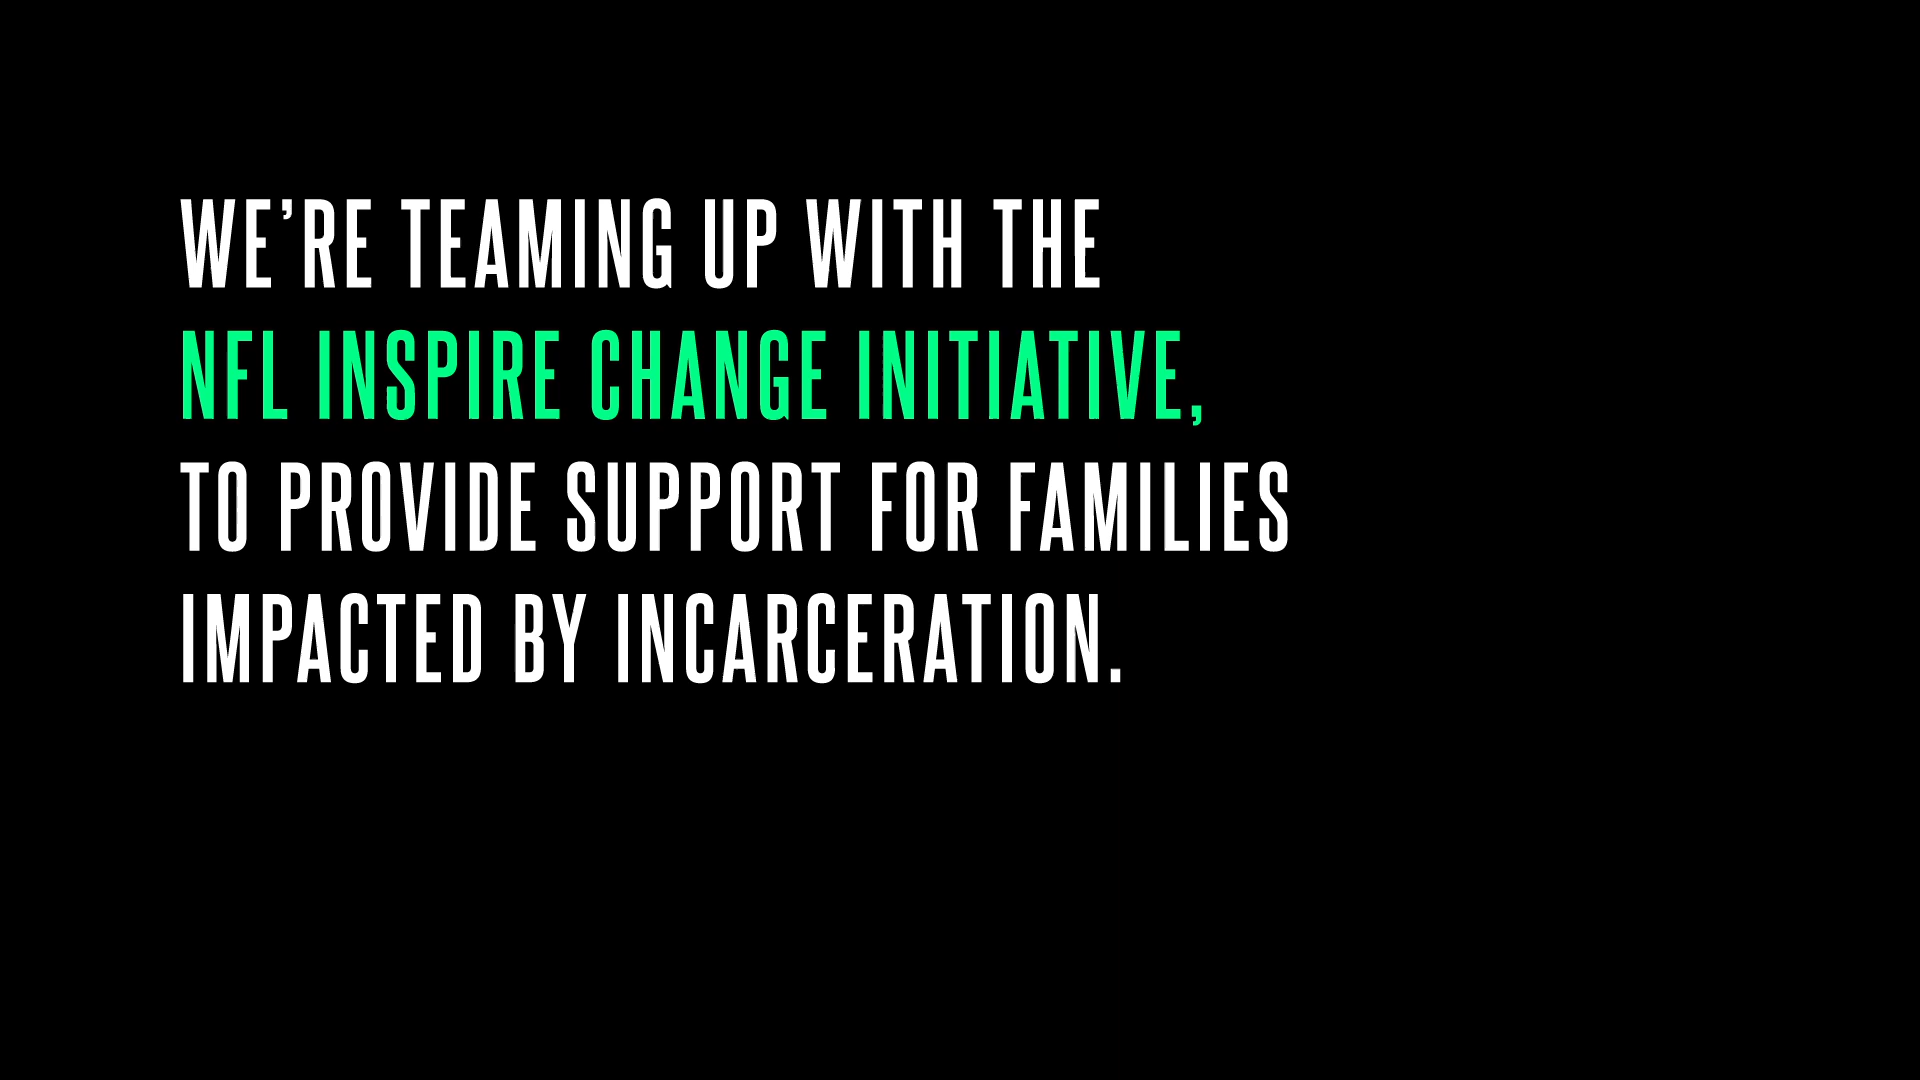 WE’RE TEAMING UP WITH THE
NFL INSPIRE CHANGE INITIATIVE,
TO PROVIDE SUPPORT FOR FAMILIES
IMPACTED BY INCARCERATION.